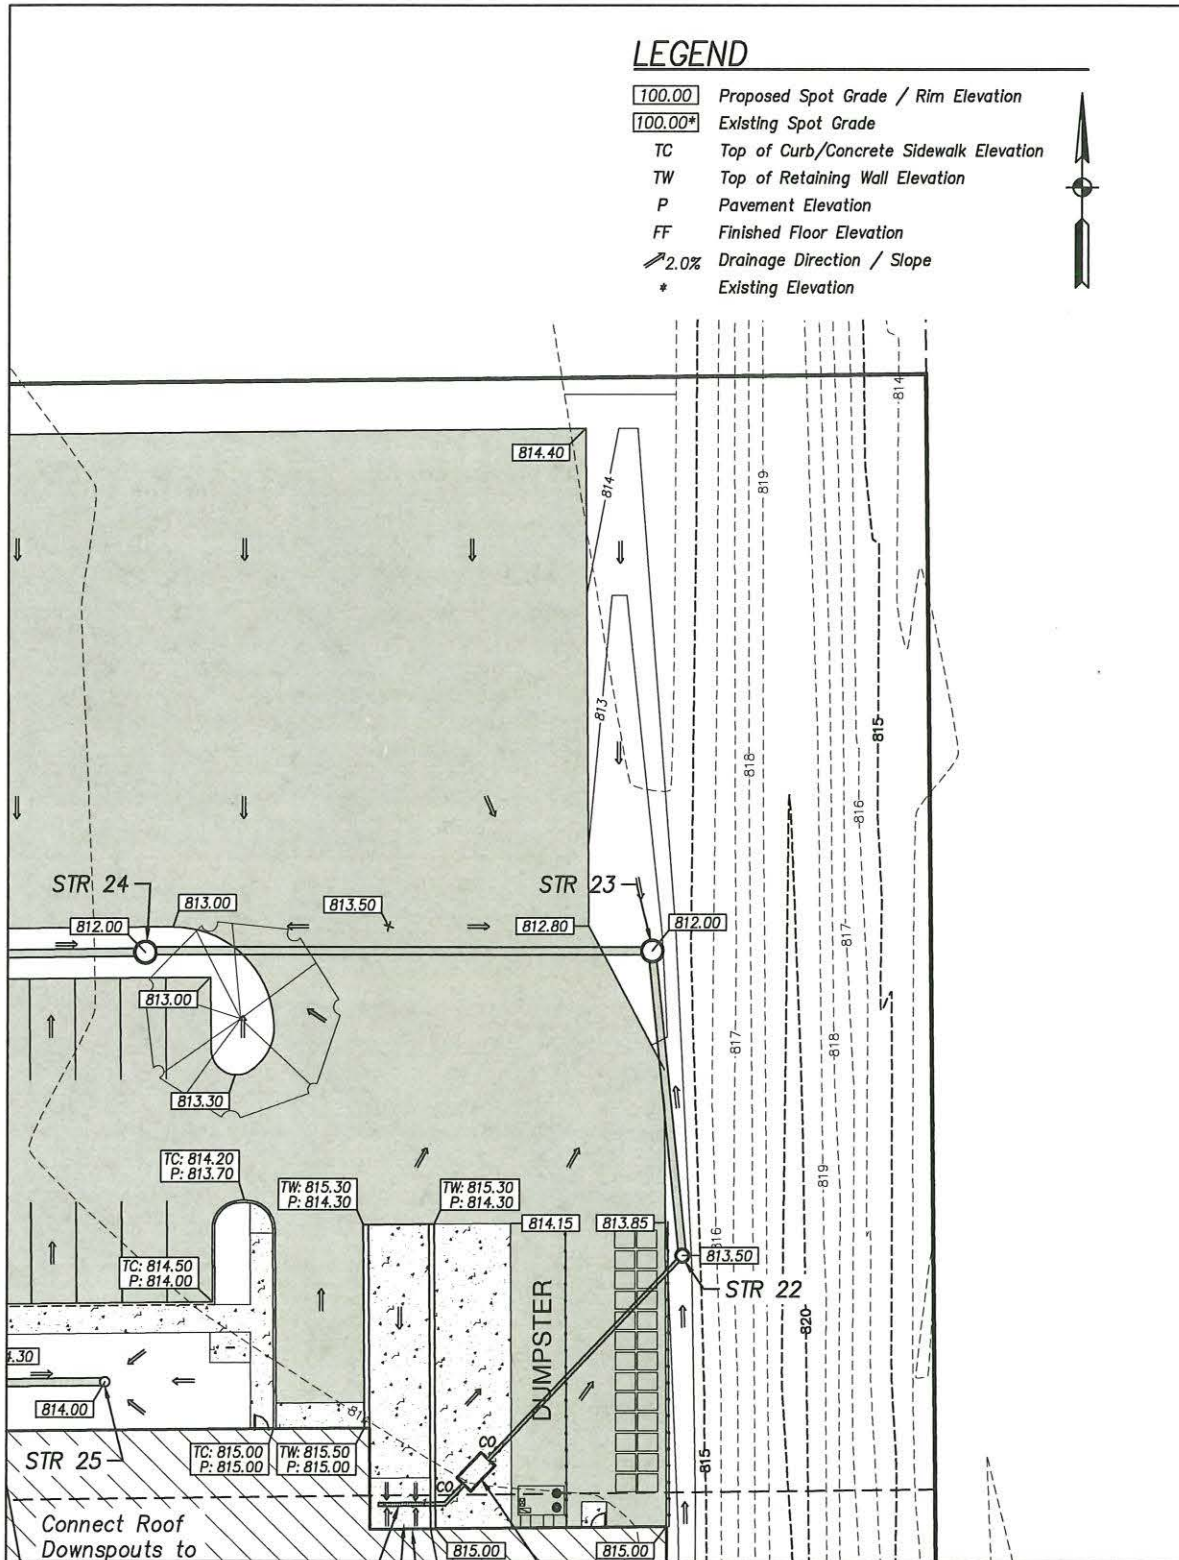 LEGEND
100.00 Proposed Spot Grade / Rim Elevation
100.00* Existing Spot Grade
TC Top of Curb/Concrete Sidewalk Elevation
TW Top of Retaining Wall Elevation
P Pavement Elevation
FF Finished Floor Elevation
2.0% Drainage Direction / Slope
* Existing Elevation
814
814.40
819
814
813
815
818
816
STR 24
813.00
813.50
STR 23
812.00
812.80
812.00
817
813.00
817
818
813.30
TC: 814.20
P: 813.70
TW: 815.30
P: 814.30
TW: 815.30
P: 814.30
819
814.15
813.85
816
813.50
TC: 814.50
P: 814.00
STR 22
820
DUMPSTER
4.30
814.00
STR 25
TC: 815.00
P: 815.00
TW: 815.50
P: 815.00
CO
815
CO
Connect Roof
Downspouts to
815.00
815.00